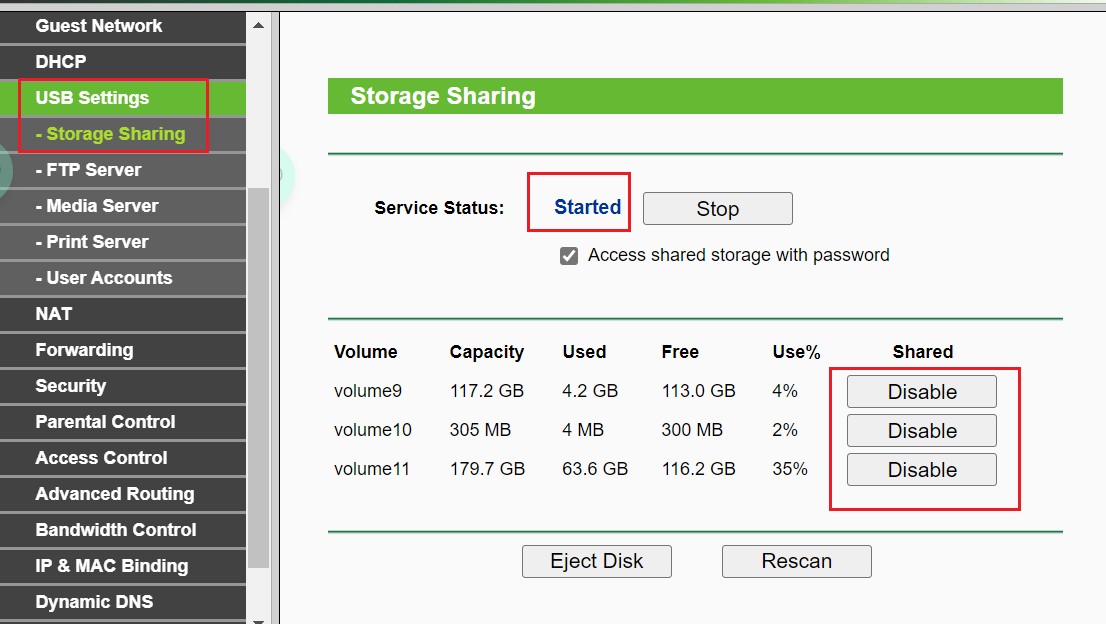 Guest Network
DHCP
USB Settings
- Storage Sharing
- FTP Server
- Media Server
- Print Server
- User Accounts
NAT
Forwarding
Security
Parental Control
Access Control
Advanced Routing
Bandwidth Control
IP & MAC Binding
Dynamic DNS
Storage Sharing
Service Status: Started Stop
Access shared storage with password
Volume Capacity Used Free Use% Shared
volume9 117.2 GB 4.2 GB 113.0 GB 4% Disable
volume10 305 MB 4 MB 300 MB 2% Disable
volume11 179.7 GB 63.6 GB 116.2 GB 35% Disable
Eject Disk Rescan